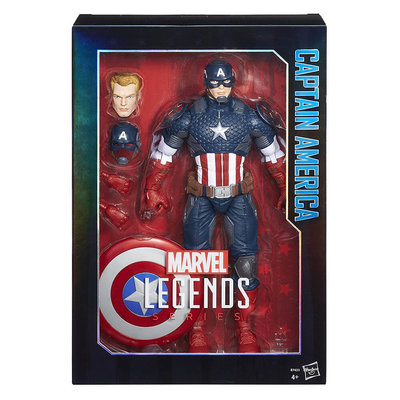 CAPTAIN AMERICA
A
A
MARVEL
LEGENDS
SERIES
4+
Hasbro